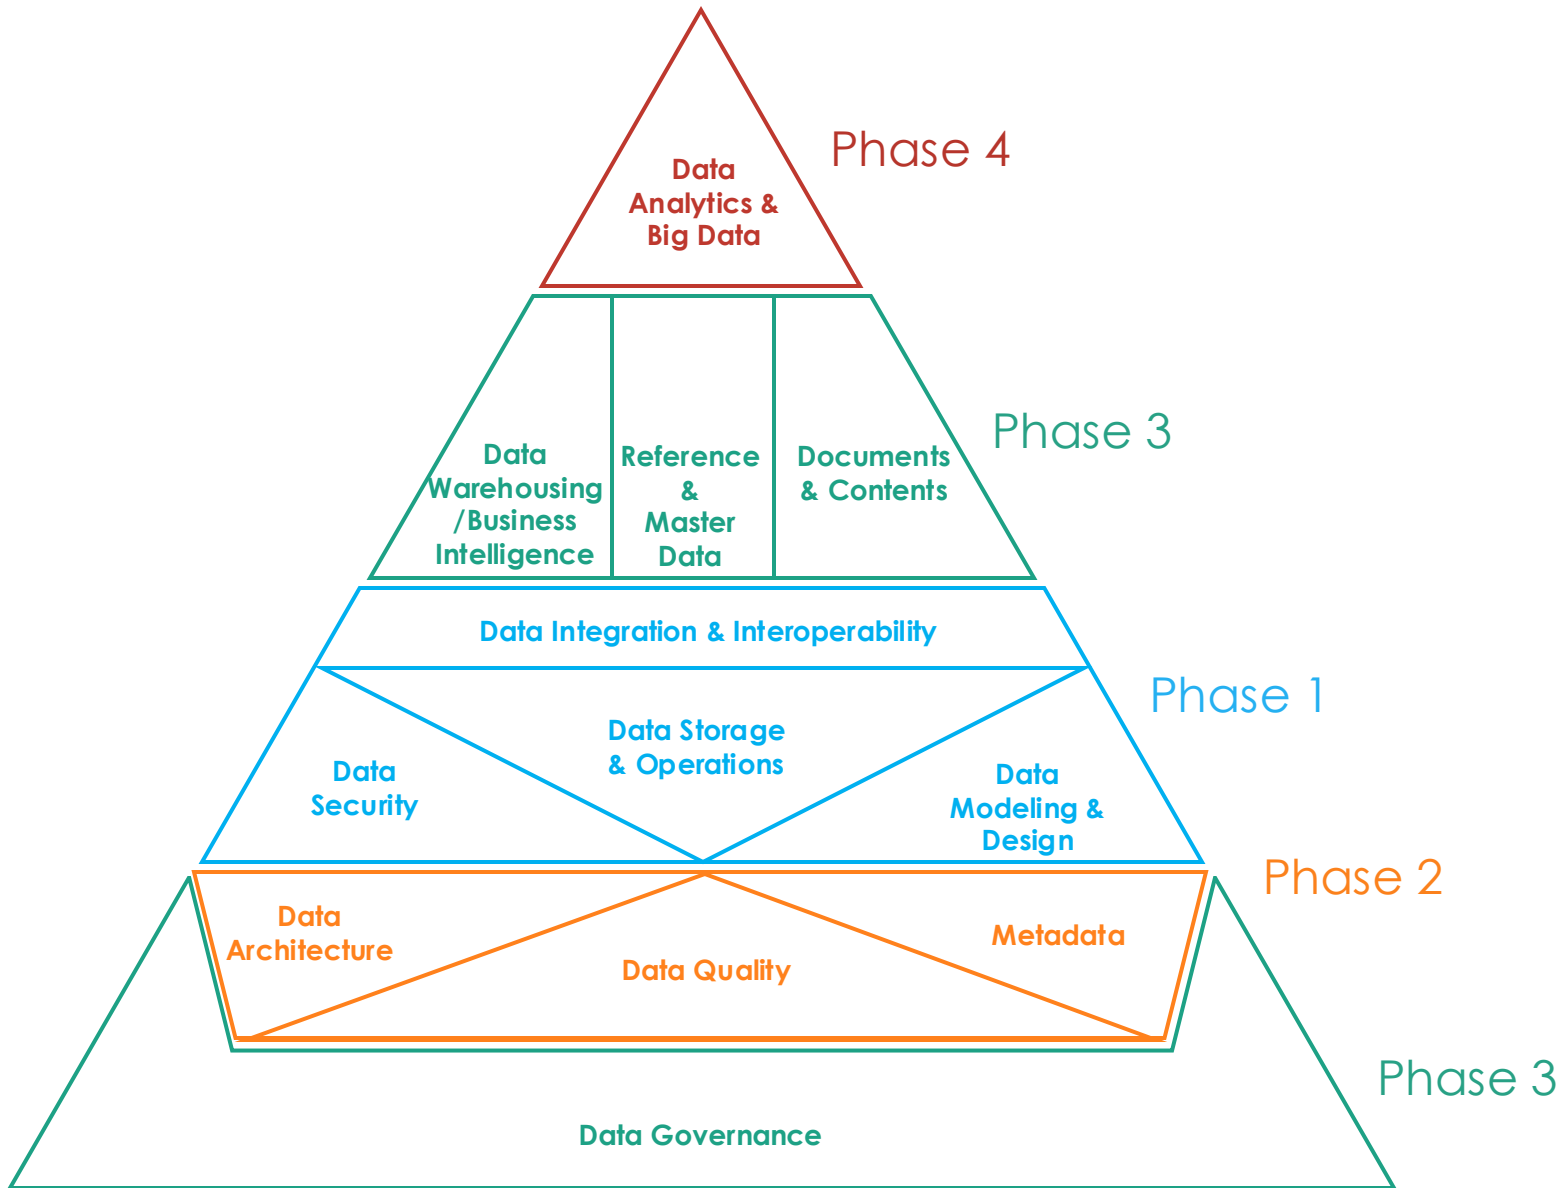 Phase 4
Data
Analytics &
Big Data
Phase 3
Data
Warehousing
/Business
Intelligence
Reference
&
Master
Data
Documents
& Contents
Data Integration & Interoperability
Phase 1
Data Storage
& Operations
Data
Security
Data
Modeling &
Design
Phase 2
Data
Architecture
Metadata
Data Quality
Phase 3
Data Governance